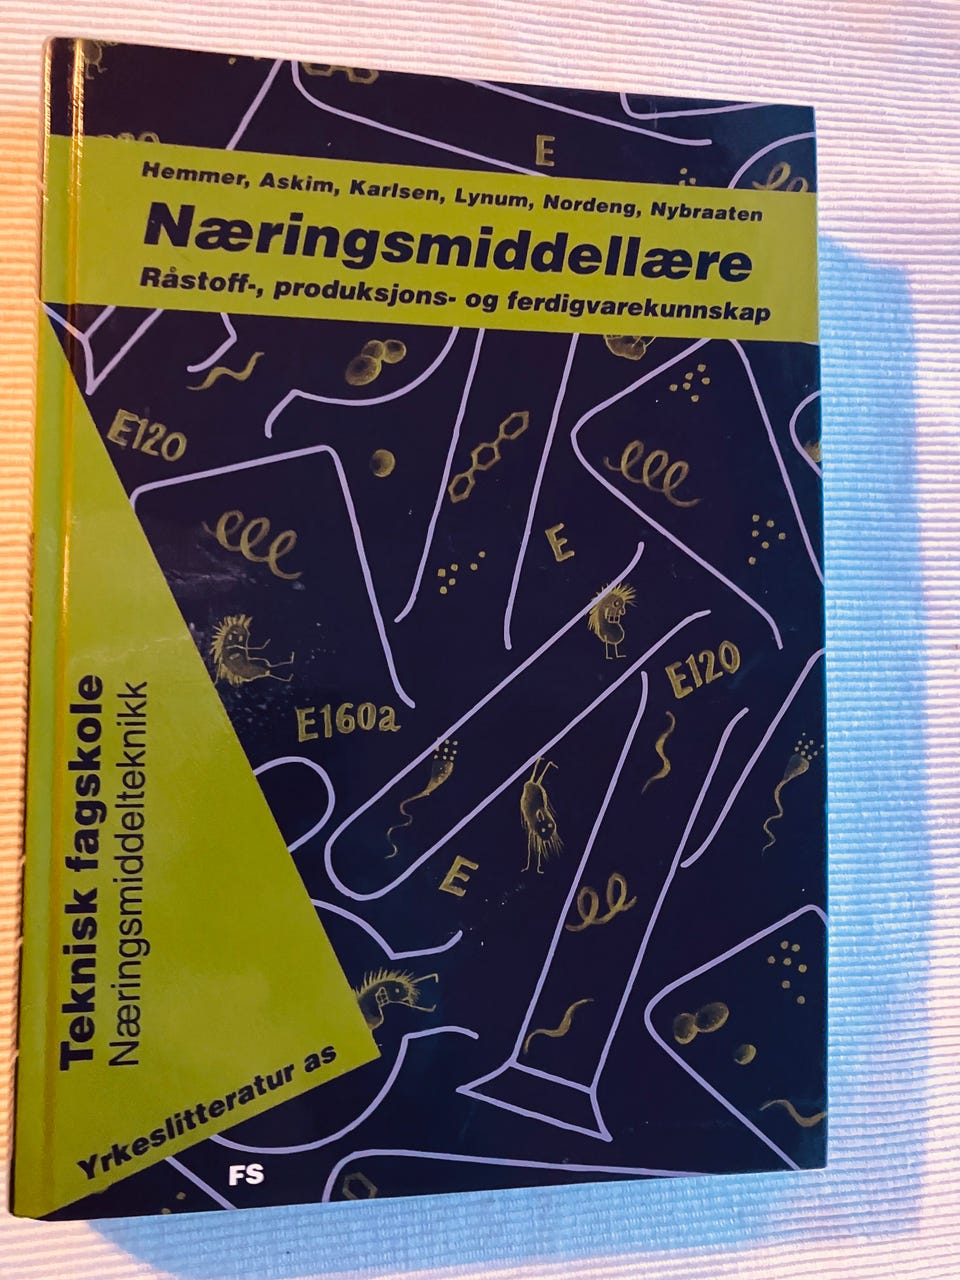 E
Hemmer, Askim, Karlsen, Lynum, Nordeng, Nybraaten
Næringsmiddellære
Råstoff-, produksjons- og ferdigvarekunnskap
E120
E
E120
E160a
E
Teknisk fagskole
Næringsmiddelteknikk
Yrkeslitteratur as
FS